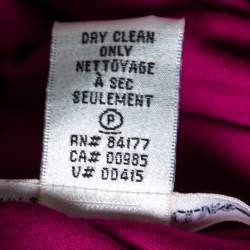 DRY CLEAN
ONLY
NETTOYAGE
À SEC
SEULEMENT
P
RN# 84177
CA# 00985
V# 00415